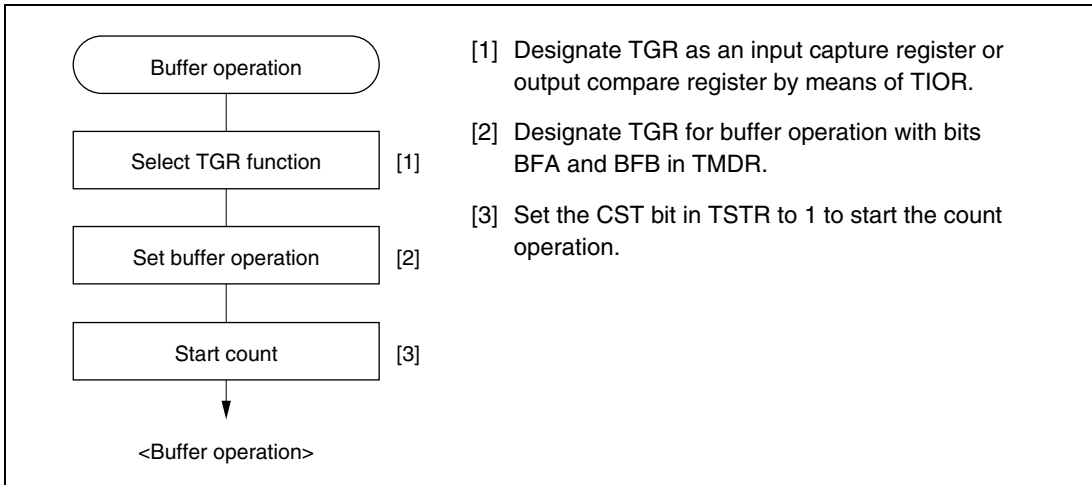 Buffer operation
Select TGR function
[1]
Set buffer operation
[2]
Start count
[3]
<Buffer operation>
[1] Designate TGR as an input capture register or
output compare register by means of TIOR.
[2] Designate TGR for buffer operation with bits
BFA and BFB in TMDR.
[3] Set the CST bit in TSTR to 1 to start the count
operation.